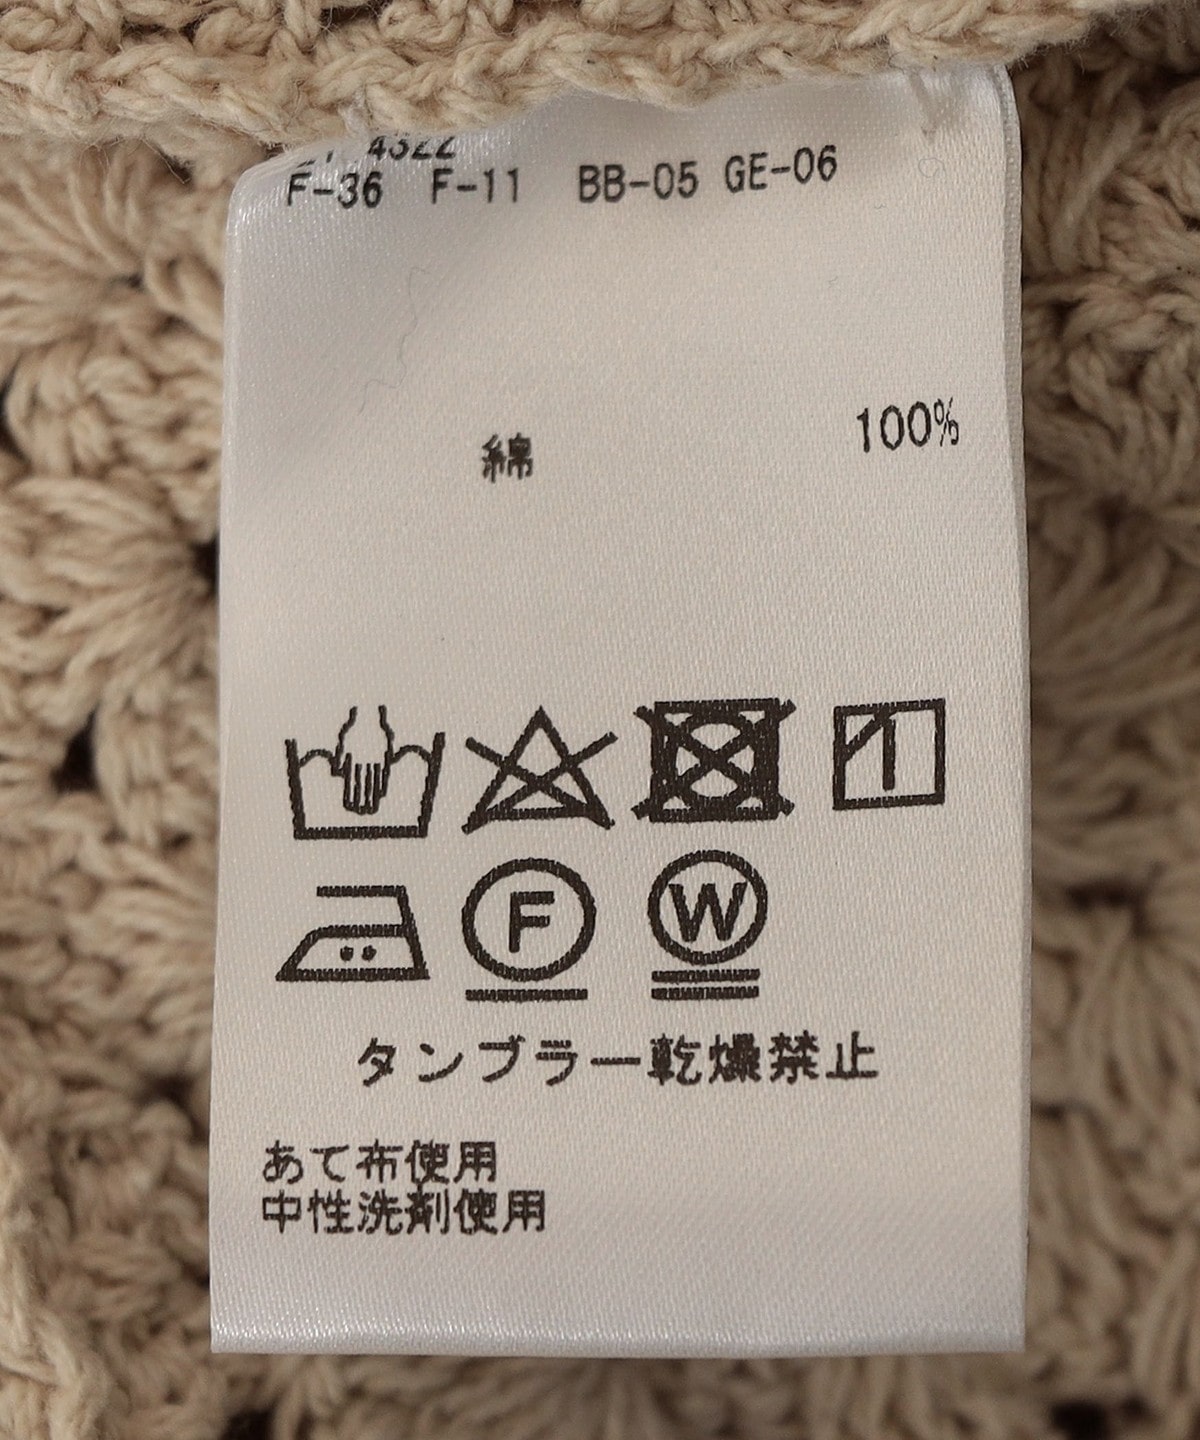 F-36 F-11 BB-05 GE-06
綿 100%
F W
タンブラー乾燥禁止
あて布使用
中性洗剤使用